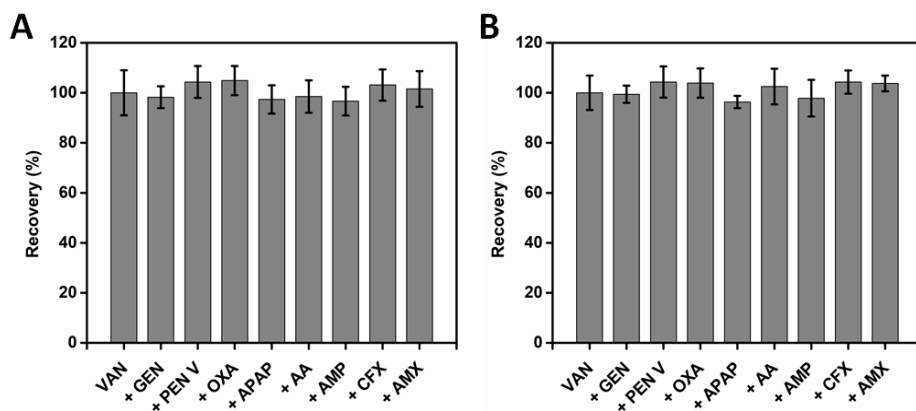 A
120
100
80
60
40
20
0
Recovery (%)
VAN
+ GEN
+ PEN V
+ OXA
+ APAP
+ AA
+ AMP
+ CFX
+ AMX
B
120
100
80
60
40
20
0
Recovery (%)
VAN
+ GEN
+ PEN V
+ OXA
+ APAP
+ AA
+ AMP
+ CFX
+ AMX